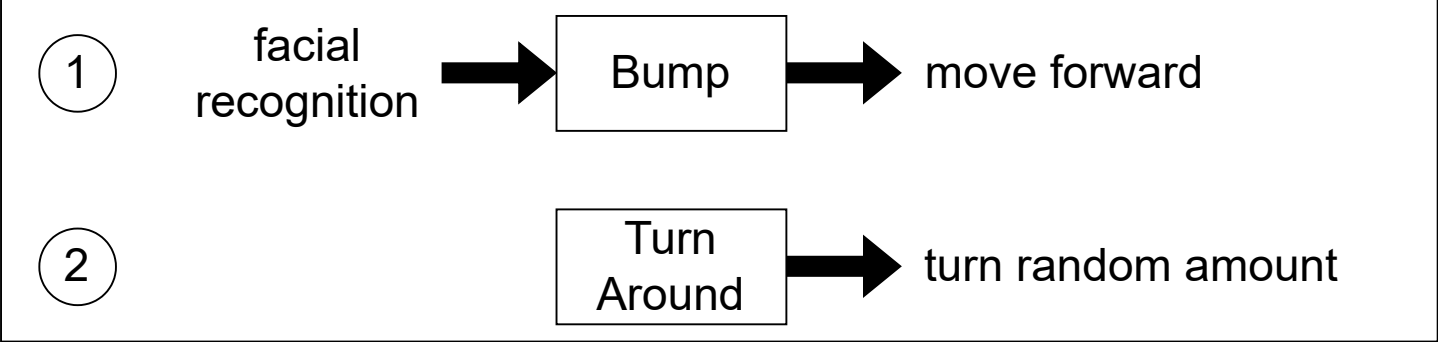 1
facial
recognition
Bump
move forward
2
Turn
Around
turn random amount